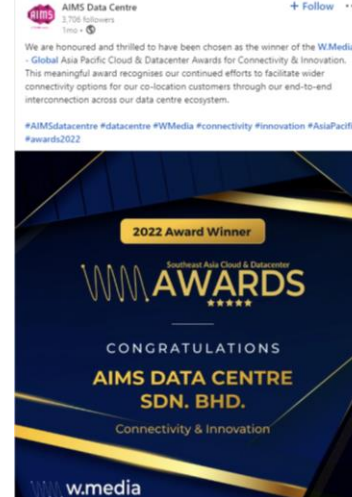 AIMS
AIMS Data Centre
+ Follow
3,706 followers
1mo •
We are honoured and thrilled to have been chosen as the winner of the W.Media
- Global Asia Pacific Cloud & Datacenter Awards for Connectivity & Innovation.
This meaningful award recognises our continued efforts to facilitate wider
connectivity options for our co-location customers through our end-to-end
interconnection across our data centre ecosystem.
#AIMSdatacentre #datacentre #WMedia #connectivity #innovation #AsiaPacifi
#awards2022
2022 Award Winner
Southeast Asia Cloud & Datacenter
AWARDS
CONGRATULATIONS
AIMS DATA CENTRE
SDN. BHD.
Connectivity & Innovation
w.media